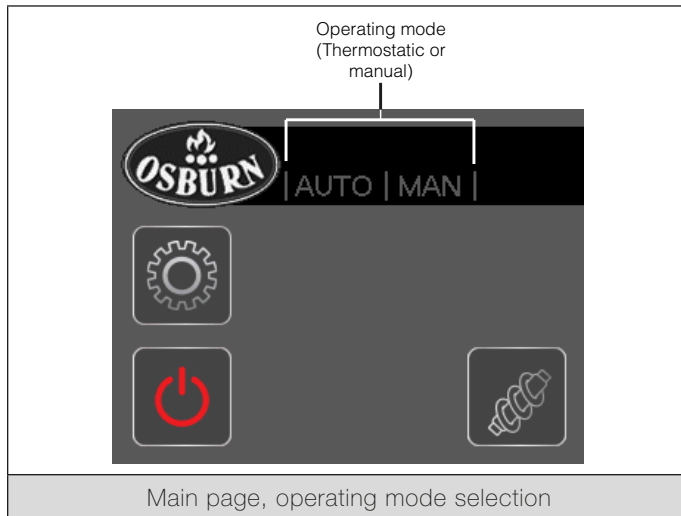 Operating mode
(Thermostatic or
manual)
OSBURN
| AUTO | MAN |
Main page, operating mode selection